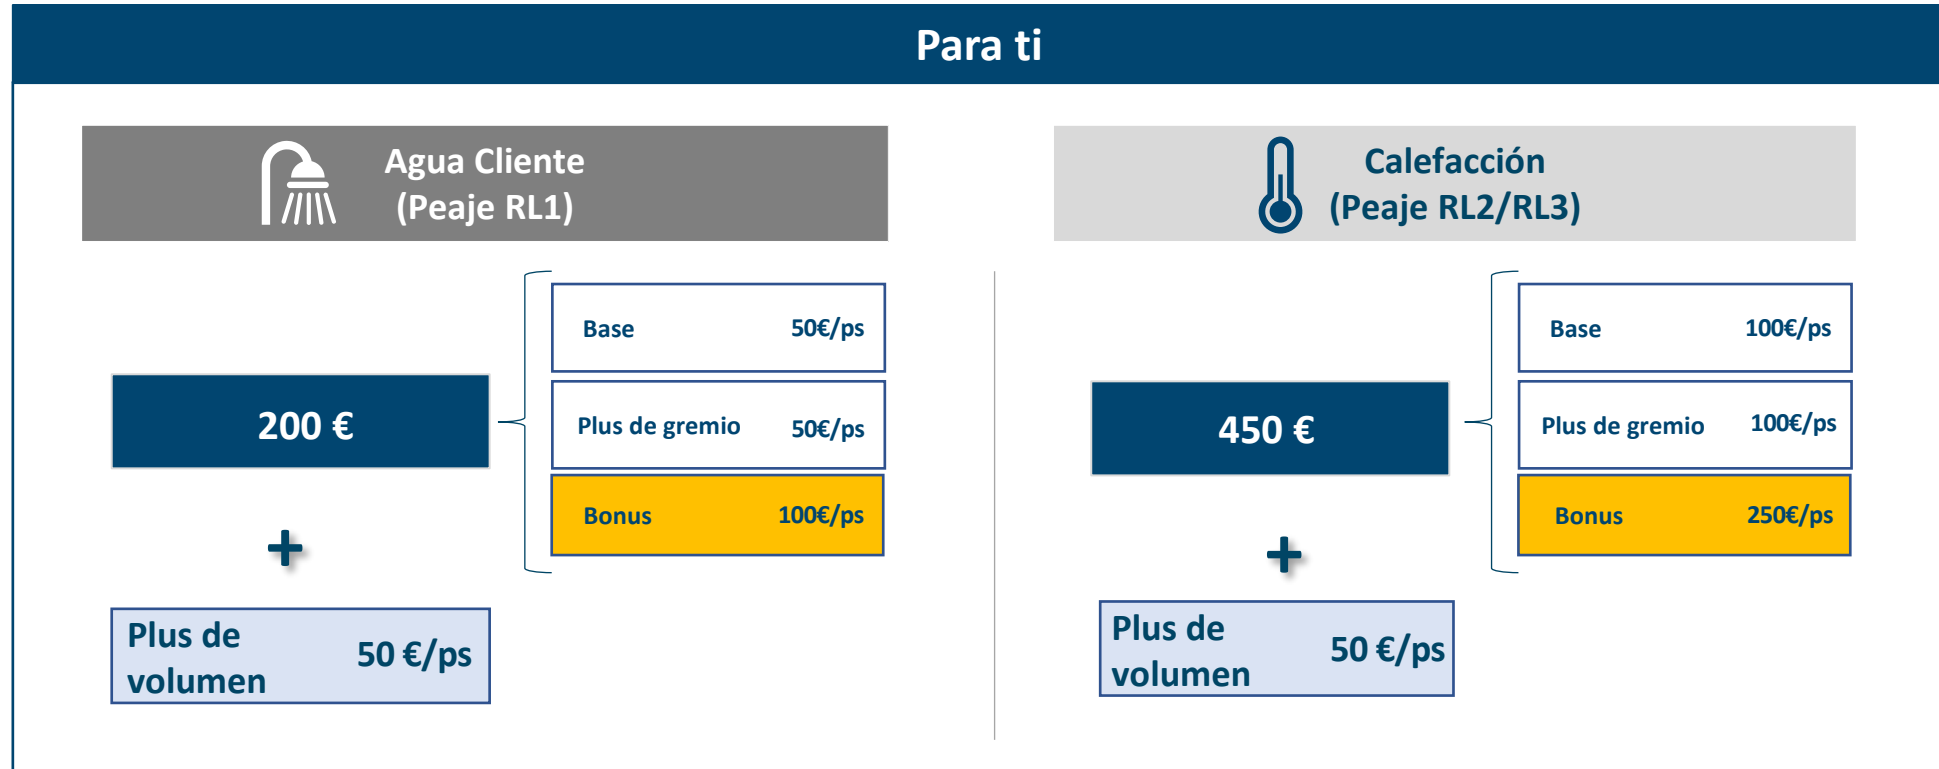 Para ti
Agua Cliente
(Peaje RL1)
200 €
Base 50€/ps
Plus de gremio 50€/ps
Bonus 100€/ps
+
Plus de
volumen 50 €/ps
Calefacción
(Peaje RL2/RL3)
450 €
Base 100€/ps
Plus de gremio 100€/ps
Bonus 250€/ps
+
Plus de
volumen 50 €/ps